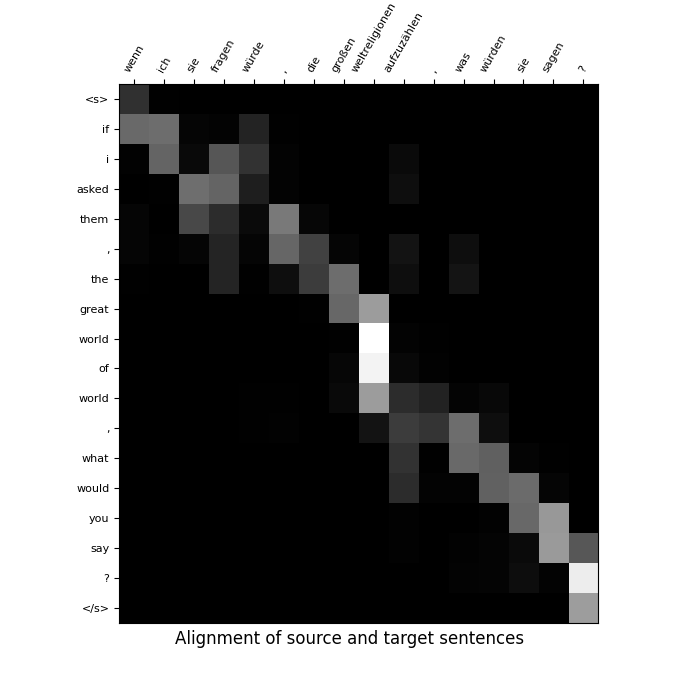 wenn ich sie fragen würde , die großen weltreligionen aufzuzählen , was würden sie sagen ?
<s>
if
i
asked
them
,
the
great
world
of
world
,
what
would
you
say
?
</s>
Alignment of source and target sentences